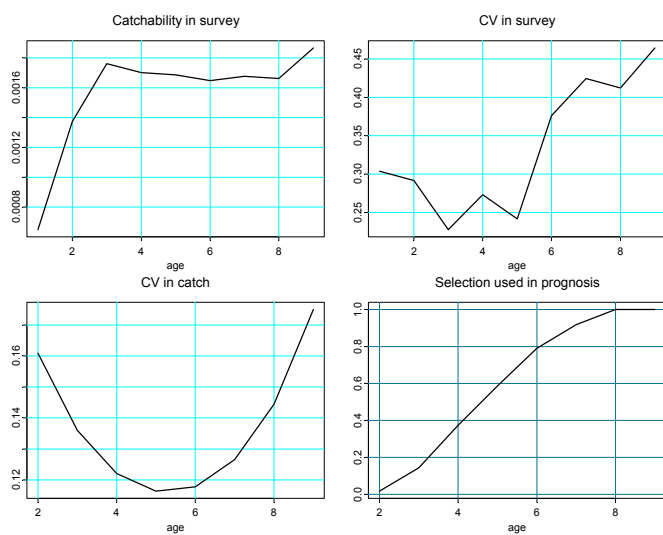 Catchability in survey
0.0008 0.0012 0.0016
2 4 6 8
age
CV in survey
0.25 0.30 0.35 0.40 0.45
2 4 6 8
age
CV in catch
0.12 0.14 0.16
2 4 6 8
age
Selection used in prognosis
0.0 0.2 0.4 0.6 0.8 1.0
2 4 6 8
age